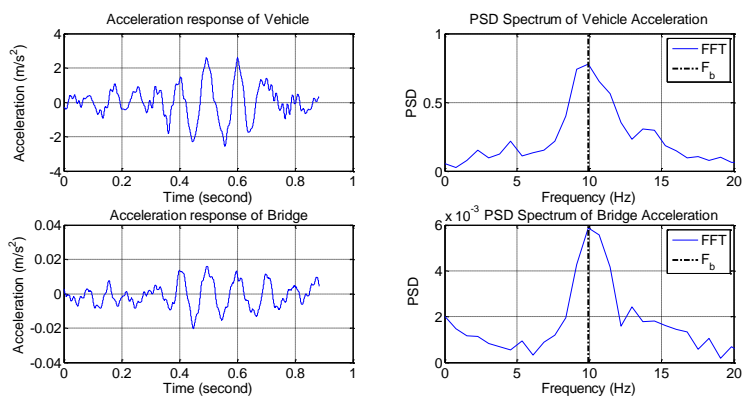 Acceleration response of Vehicle
Acceleration (m/s²)
4
2
0
-2
-4
0 0.2 0.4 0.6 0.8 1
Time (second)
PSD Spectrum of Vehicle Acceleration
PSD
1
0.5
0
0 5 10 15 20
Frequency (Hz)
FFT
F_b
Acceleration response of Bridge
Acceleration (m/s²)
0.04
0.02
0
-0.02
-0.04
0 0.2 0.4 0.6 0.8 1
Time (second)
x 10⁻³ PSD Spectrum of Bridge Acceleration
PSD
6
4
2
0
0 5 10 15 20
Frequency (Hz)
FFT
F_b